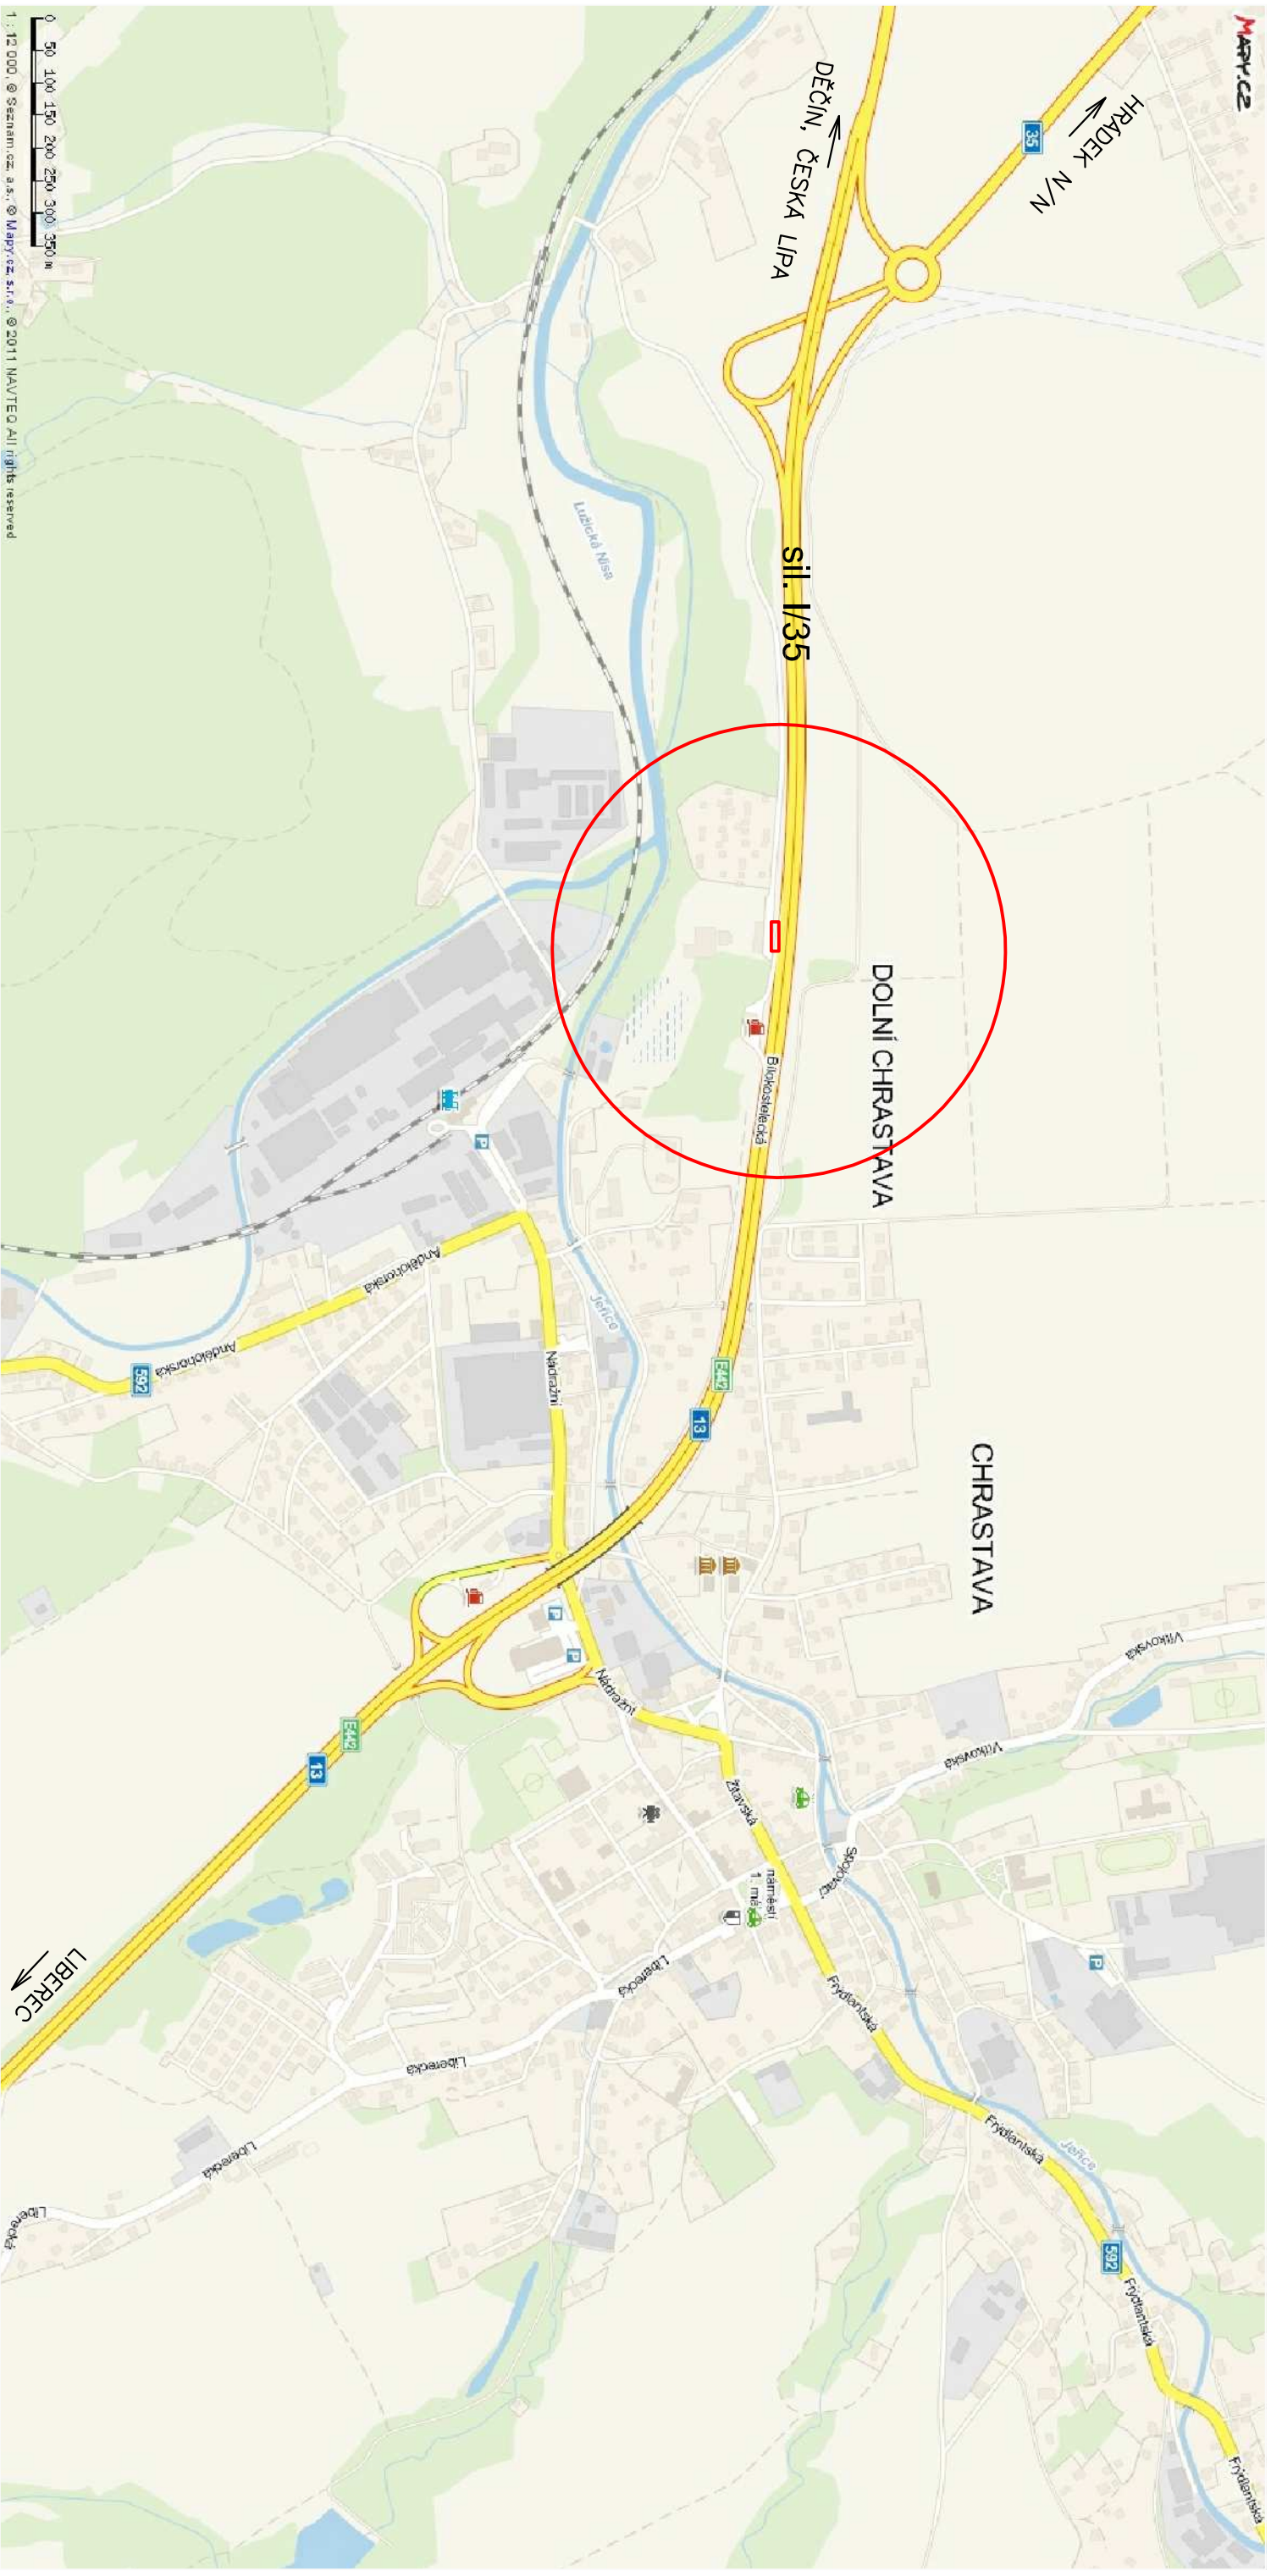 MAPY.CZ
HRÁDEK N/N
35
DĚČÍN, ČESKÁ LÍPA
sil. I/35
Lužická Nisa
DOLNÍ CHRASTAVA
Bílokostelecká
P
Andělohorská
Andělohorská
592
Nádražní
Jeřice
E442
13
CHRASTAVA
P
P
Nádražní
E442
13
Vítkovská
Vítkovská
Žitavská
Spojovací
náměstí
1. máje
Liberecká
Liberecká
Liberecká
Liberecká
P
Frýdlantská
Frýdlantská
Jeřice
592
Frýdlantská
Frýdlantská
LIBEREC
0 50 100 150 200 250 300 350 m
1 : 12 000, © Seznam.cz, a.s., © Mapy.cz, s.r.o., © 2011 NAVTEQ All rights reserved